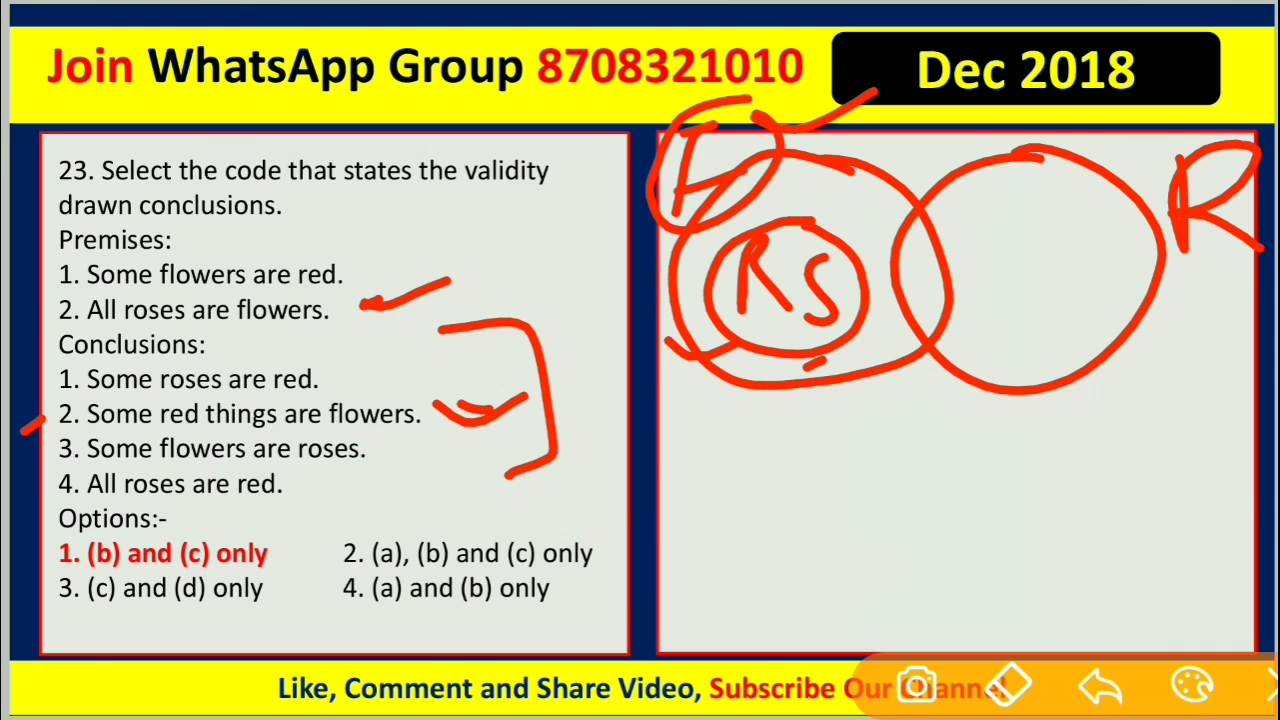 Join WhatsApp Group 8708321010
Dec 2018
23. Select the code that states the validity
drawn conclusions.
Premises:
1. Some flowers are red.
2. All roses are flowers.
Conclusions:
1. Some roses are red.
2. Some red things are flowers.
3. Some flowers are roses.
4. All roses are red.
Options:-
1. (b) and (c) only 2. (a), (b) and (c) only
3. (c) and (d) only 4. (a) and (b) only
F
RS
R
Like, Comment and Share Video, Subscribe Our Channel